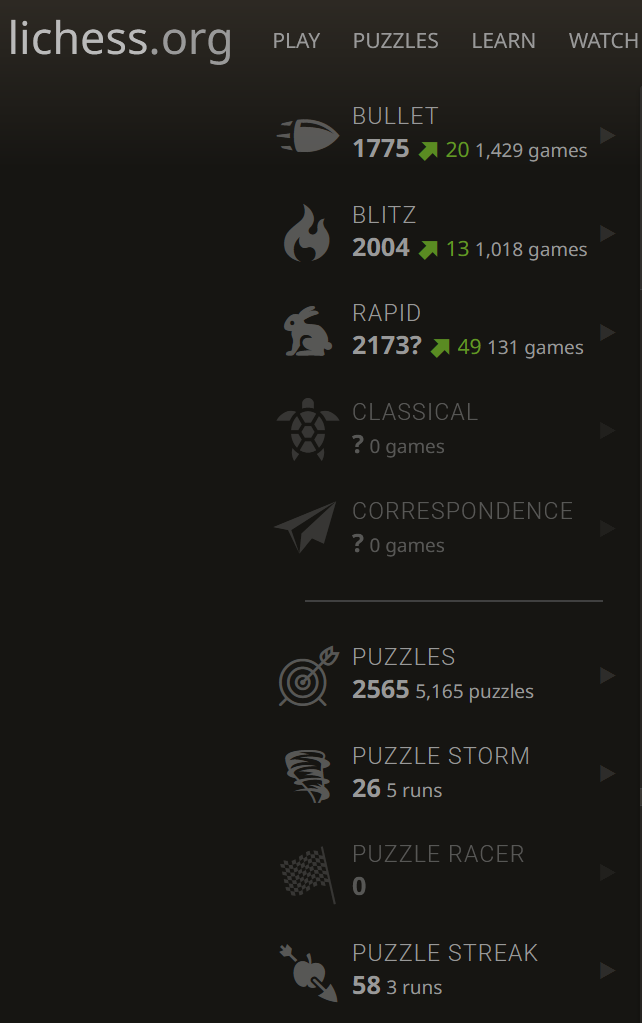 lichess.org PLAY PUZZLES LEARN WATCH
BULLET
1775 20 1,429 games
BLITZ
2004 13 1,018 games
RAPID
2173? 49 131 games
CLASSICAL
? 0 games
CORRESPONDENCE
? 0 games
PUZZLES
2565 5,165 puzzles
PUZZLE STORM
26 5 runs
PUZZLE RACER
0
PUZZLE STREAK
58 3 runs